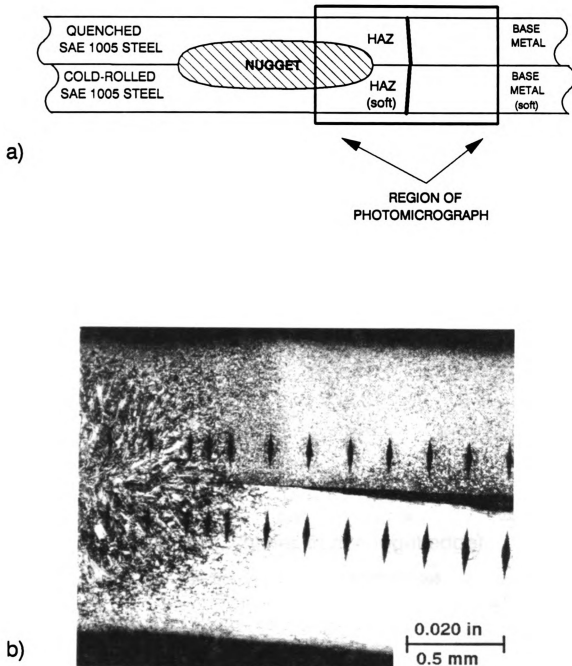 QUENCHED
SAE 1005 STEEL
COLD-ROLLED
SAE 1005 STEEL
NUGGET
HAZ
HAZ
(soft)
BASE
METAL
BASE
METAL
(soft)
a)
REGION OF
PHOTOMICROGRAPH
b)
0.020 in
0.5 mm